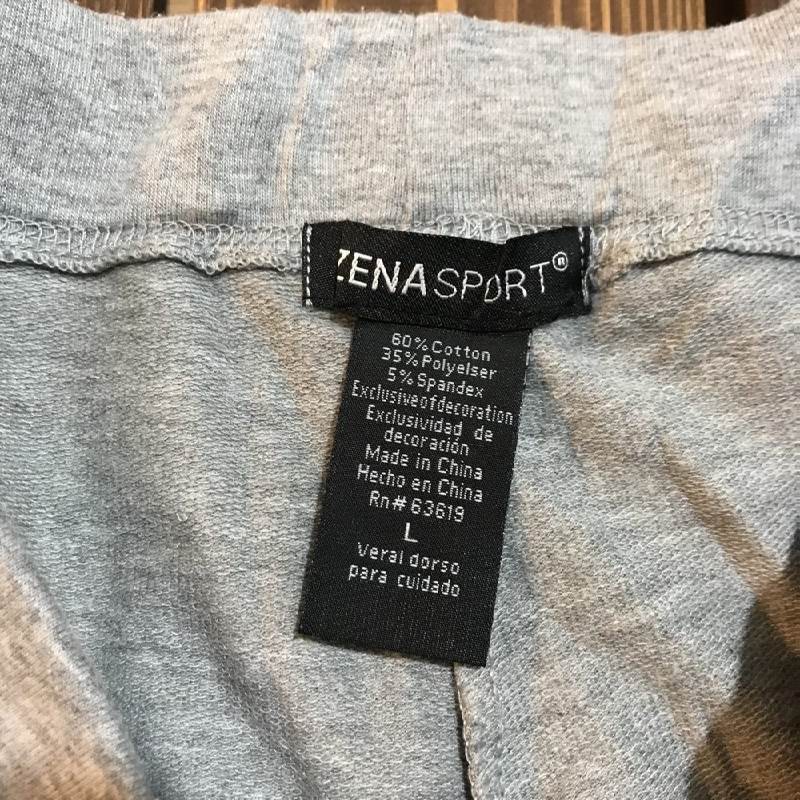 ZENA SPORT®
60% Cotton
35% Polyelser
5% Spandex
Exclusiveofdecoration
Exclusividad de
decoración
Made in China
Hecho en China
Rn# 63619
L
Veral dorso
para cuidado